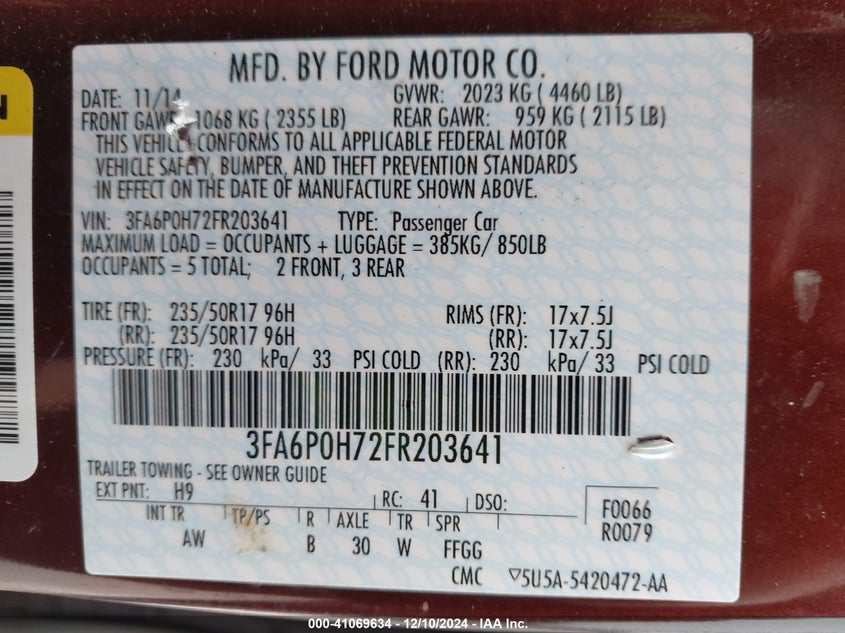 MFD. BY FORD MOTOR CO.
DATE: 11/14 GVWR: 2023 KG ( 4460 LB)
FRONT GAWR: 1068 KG ( 2355 LB) REAR GAWR: 959 KG ( 2115 LB)
THIS VEHICLE CONFORMS TO ALL APPLICABLE FEDERAL MOTOR
VEHICLE SAFETY, BUMPER, AND THEFT PREVENTION STANDARDS
IN EFFECT ON THE DATE OF MANUFACTURE SHOWN ABOVE.
VIN: 3FA6P0H72FR203641 TYPE: Passenger Car
MAXIMUM LOAD = OCCUPANTS + LUGGAGE = 385KG/ 850LB
OCCUPANTS = 5 TOTAL; 2 FRONT, 3 REAR
TIRE (FR): 235/50R17 96H RIMS (FR): 17x7.5J
(RR): 235/50R17 96H (RR): 17x7.5J
PRESSURE (FR): 230 kPa/ 33 PSI COLD (RR): 230 kPa/ 33 PSI COLD
3FA6P0H72FR203641
TRAILER TOWING - SEE OWNER GUIDE
EXT PNT: H9 RC: 41 DSO: F0066
R0079
INT TR TP/PS R AXLE TR SPR
AW B 30 W FFGG
CMC ▽5U5A-5420472-AA
000-41069634 - 12/10/2024 - IAA Inc.